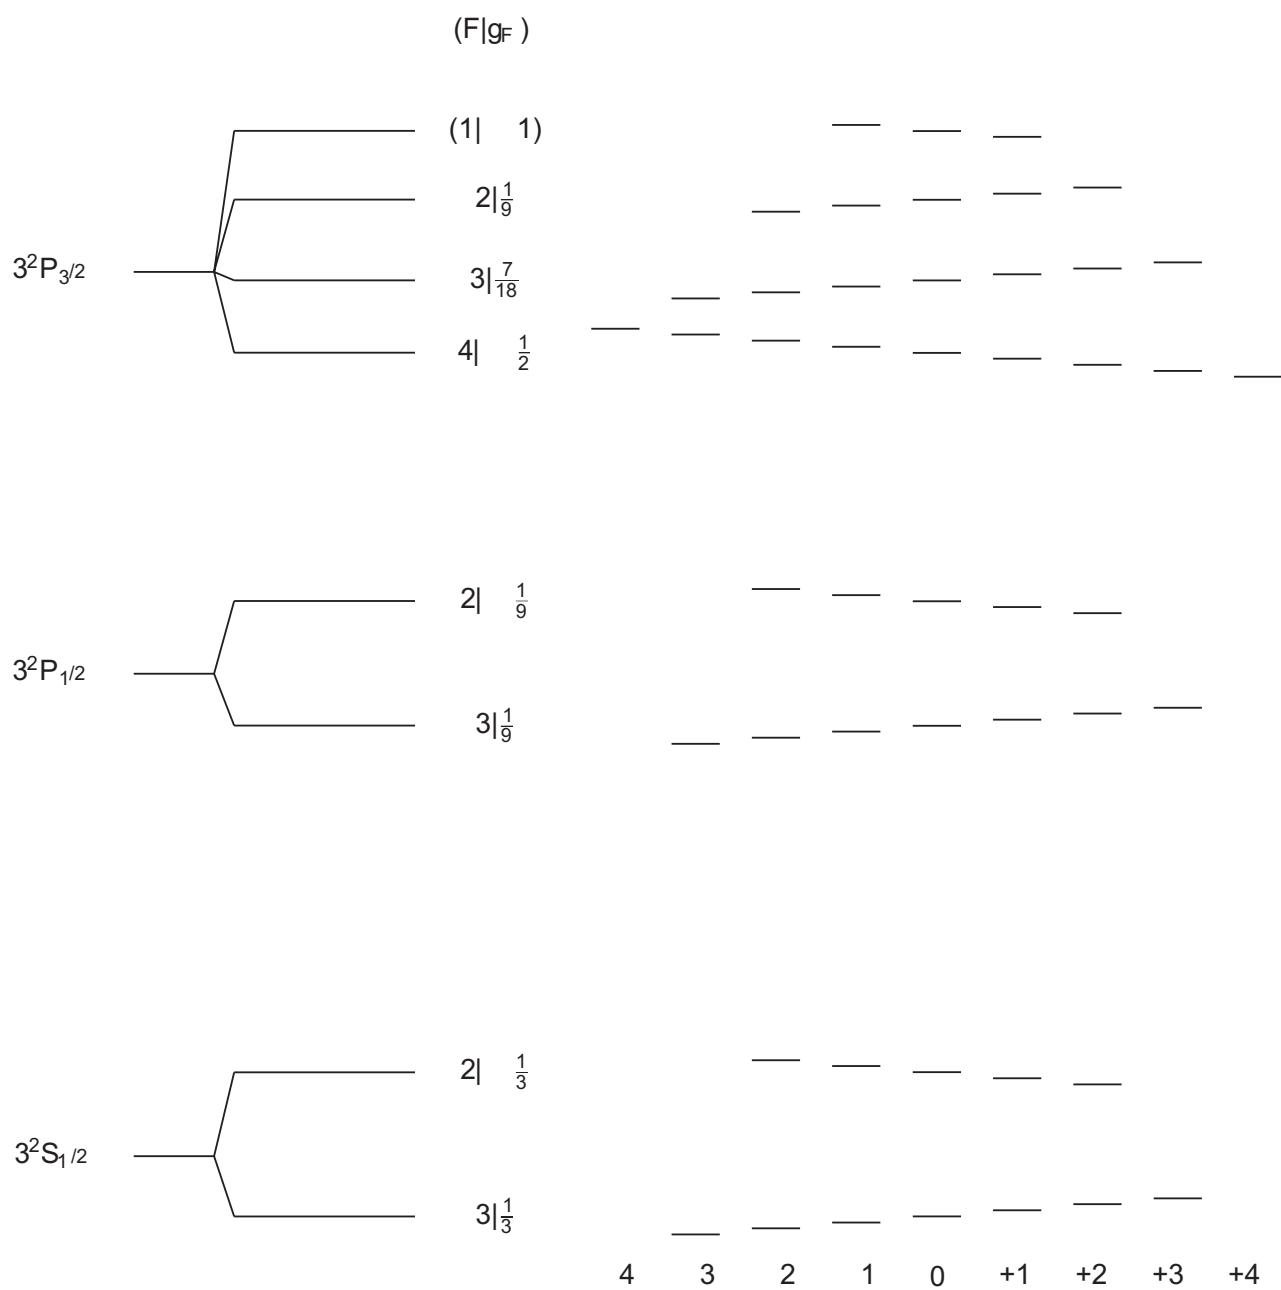 (F|gF )
(1| 1)
2|1/9
3²P3/2
3|7/18
4| 1/2
2| 1/9
3²P1/2
3|1/9
2| 1/3
3²S1/2
3|1/3
4 3 2 1 0 +1 +2 +3 +4